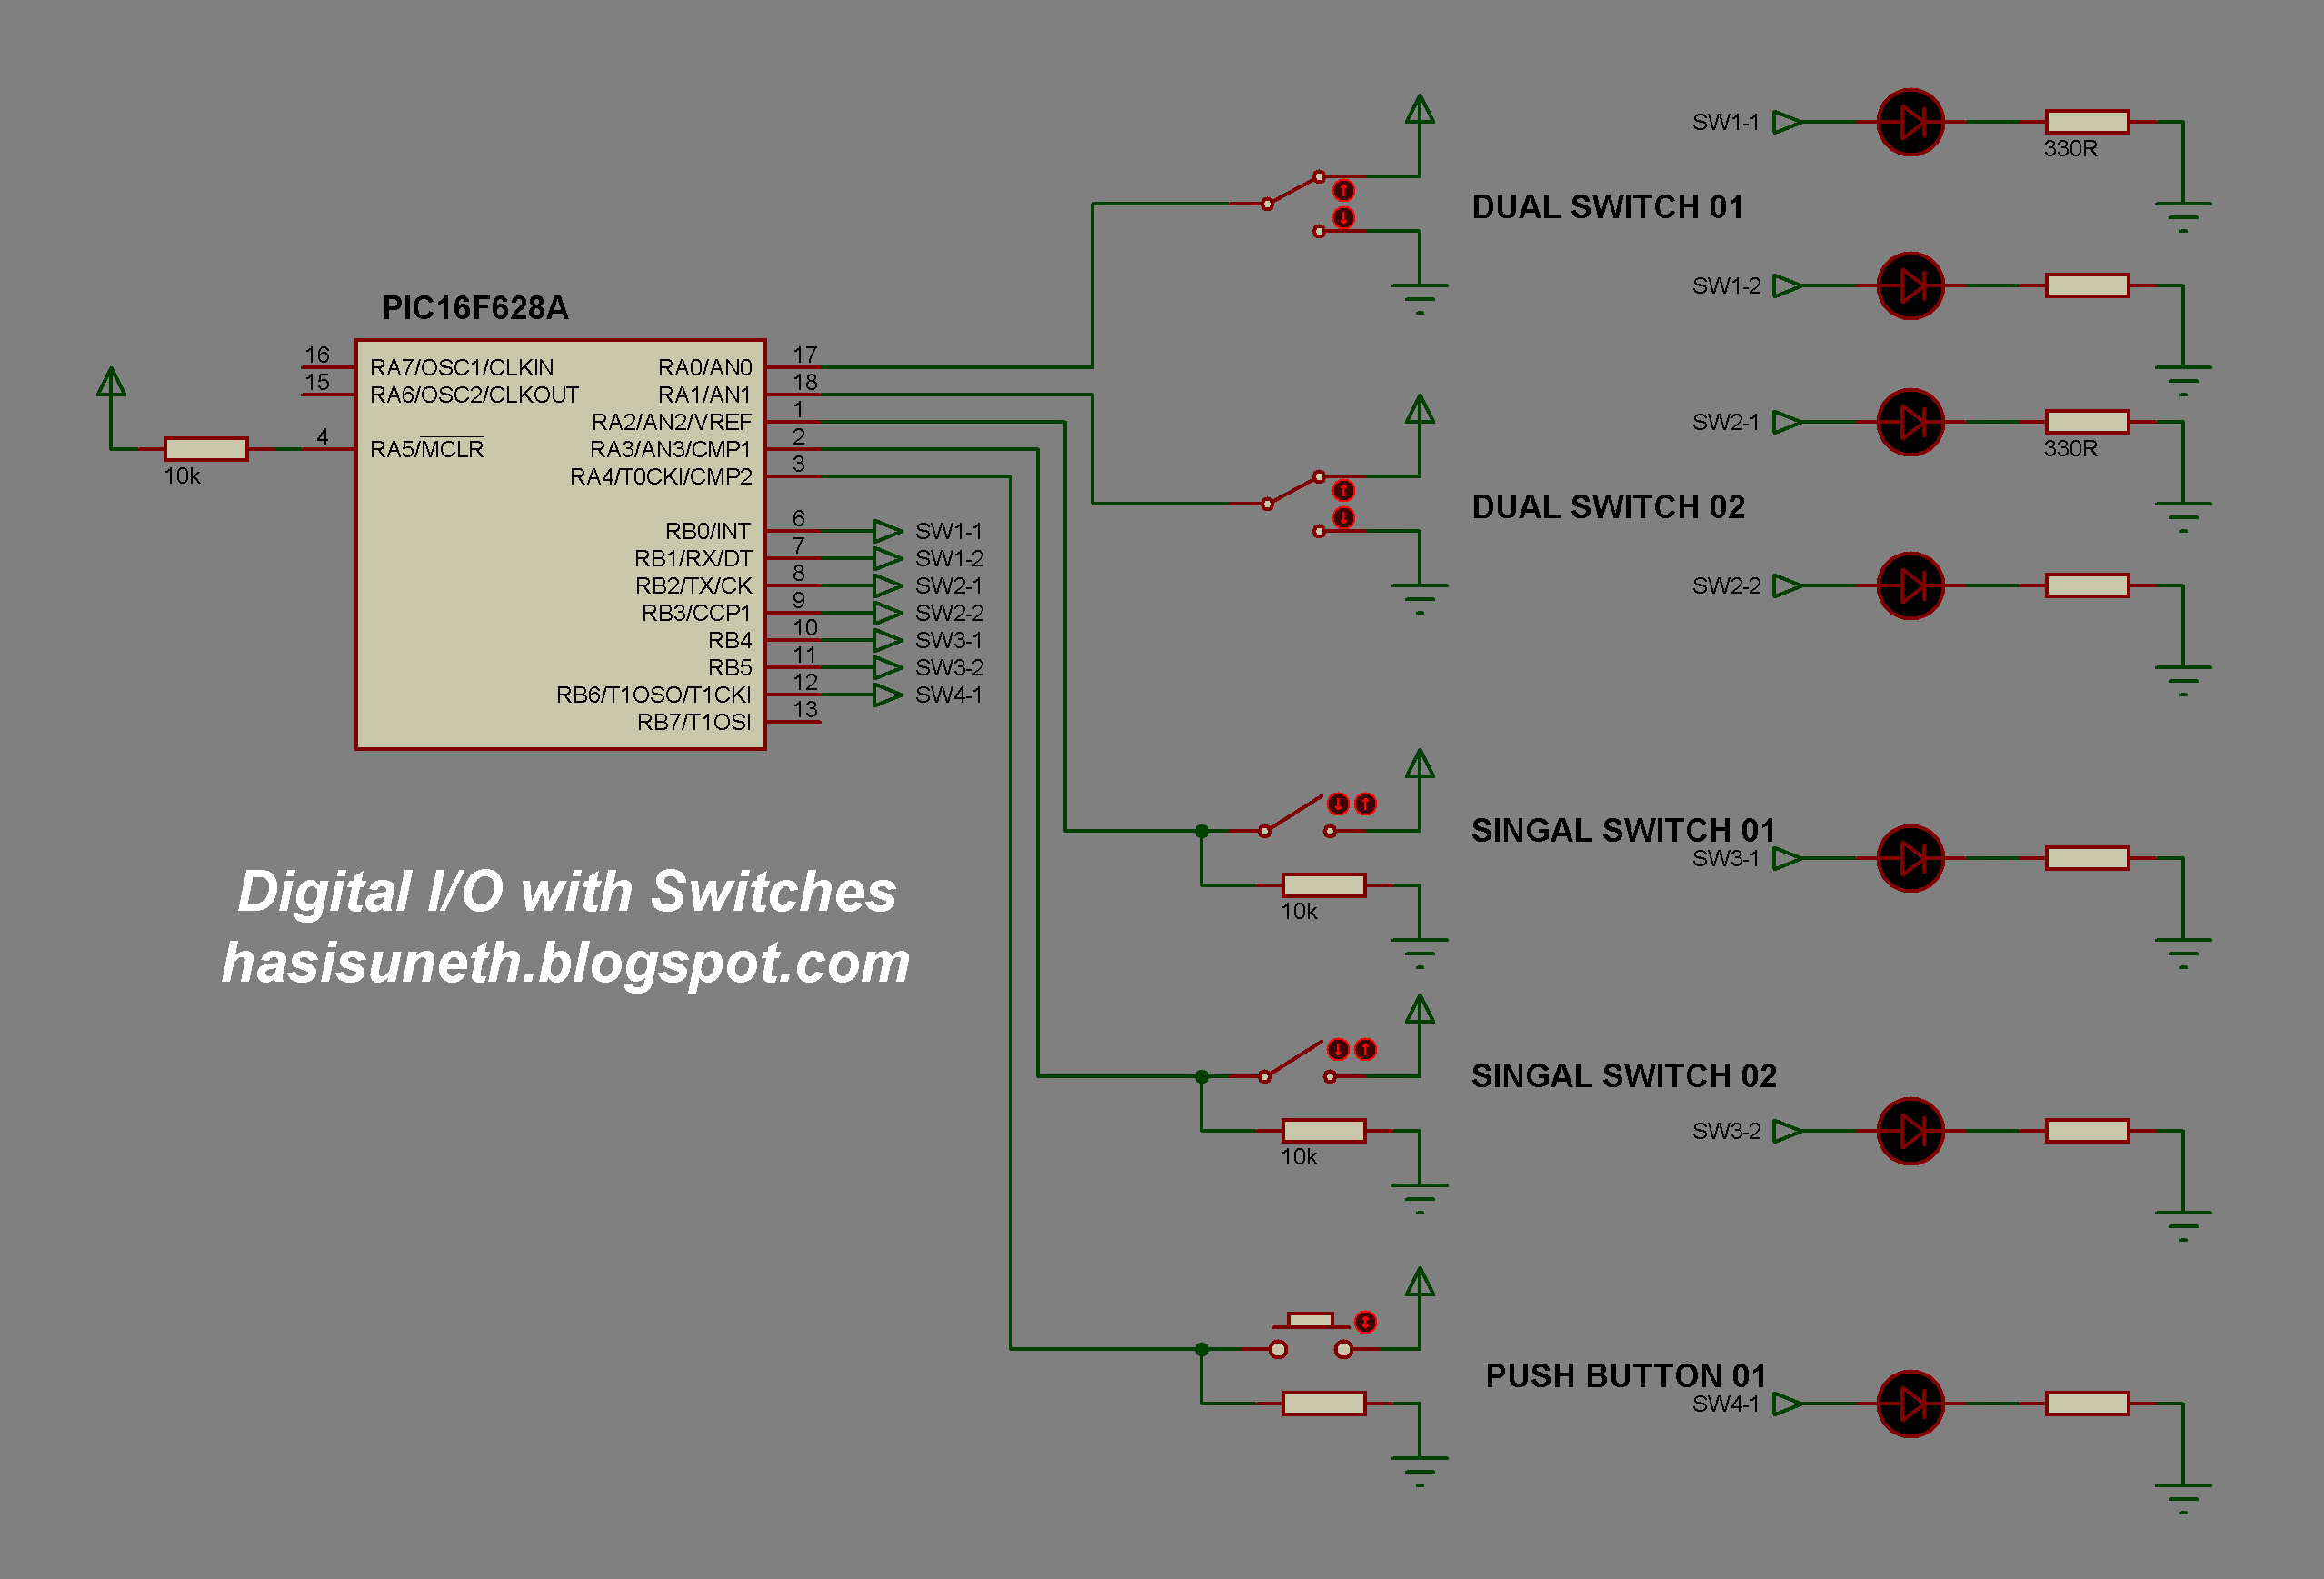 SW1-1
330R
DUAL SWITCH 01
SW1-2
PIC16F628A
16
RA7/OSC1/CLKIN
15
RA6/OSC2/CLKOUT
4
RA5/MCLR
10k
RA0/AN0
17
RA1/AN1
18
RA2/AN2/VREF
1
RA3/AN3/CMP1
2
RA4/T0CKI/CMP2
3
RB0/INT
6
SW1-1
RB1/RX/DT
7
SW1-2
RB2/TX/CK
8
SW2-1
RB3/CCP1
9
SW2-2
RB4
10
SW3-1
RB5
11
SW3-2
RB6/T1OSO/T1CKI
12
SW4-1
RB7/T1OSI
13
SW2-1
330R
DUAL SWITCH 02
SW2-2
SINGAL SWITCH 01
SW3-1
10k
Digital I/O with Switches
hasisuneth.blogspot.com
SINGAL SWITCH 02
SW3-2
10k
PUSH BUTTON 01
SW4-1